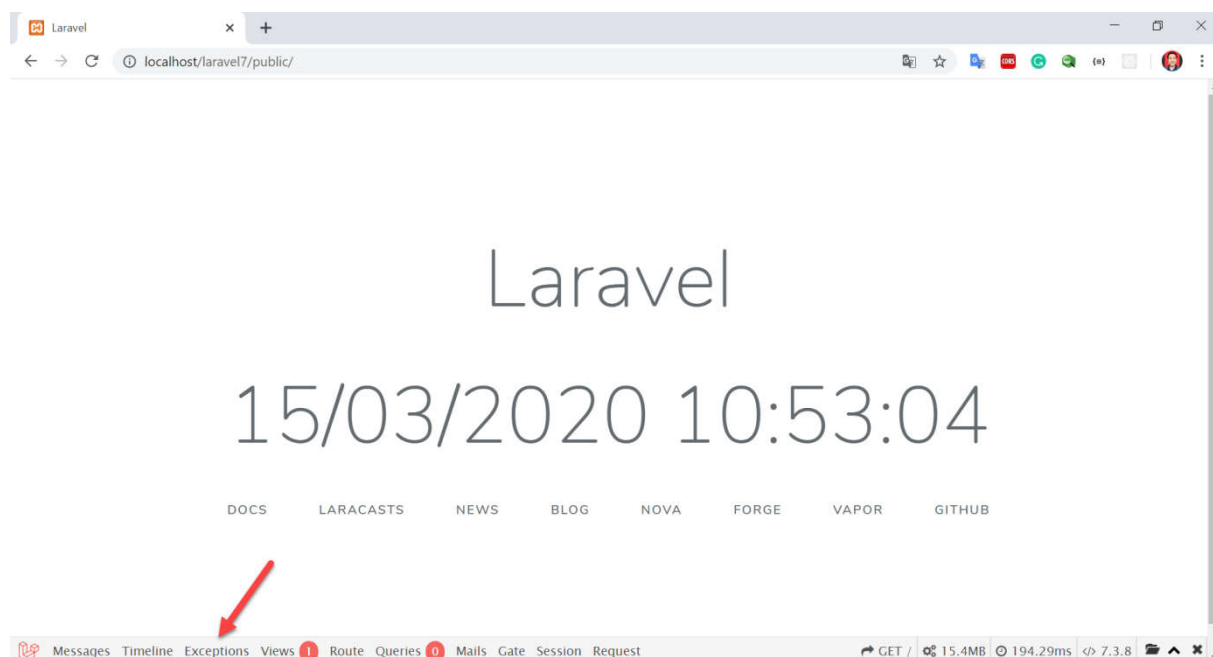 Laravel
localhost/laravel7/public/
CORS
Laravel
15/03/2020 10:53:04
DOCS LARACASTS NEWS BLOG NOVA FORGE VAPOR GITHUB
Messages Timeline Exceptions Views 1 Route Queries 0 Mails Gate Session Request GET / 15.4MB 194.29ms </> 7.3.8